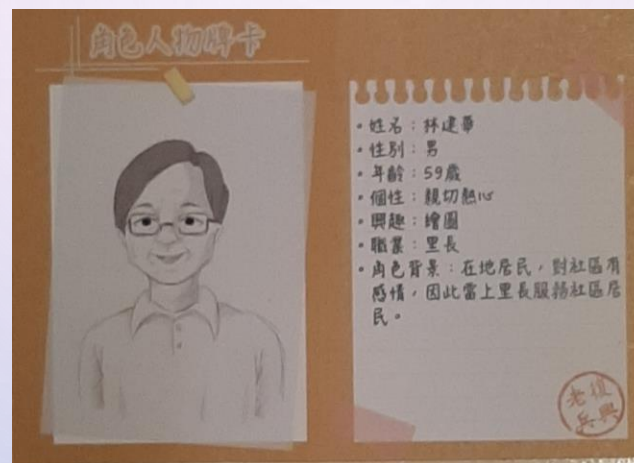 角色人物牌卡
・姓名：林建華
・性別：男
・年齡：59歲
・個性：親切熱心
・興趣：繪圖
・職業：里長
・角色背景：在地居民，對社區有
感情，因此當上里長服務社區居
民。
老復
兵興